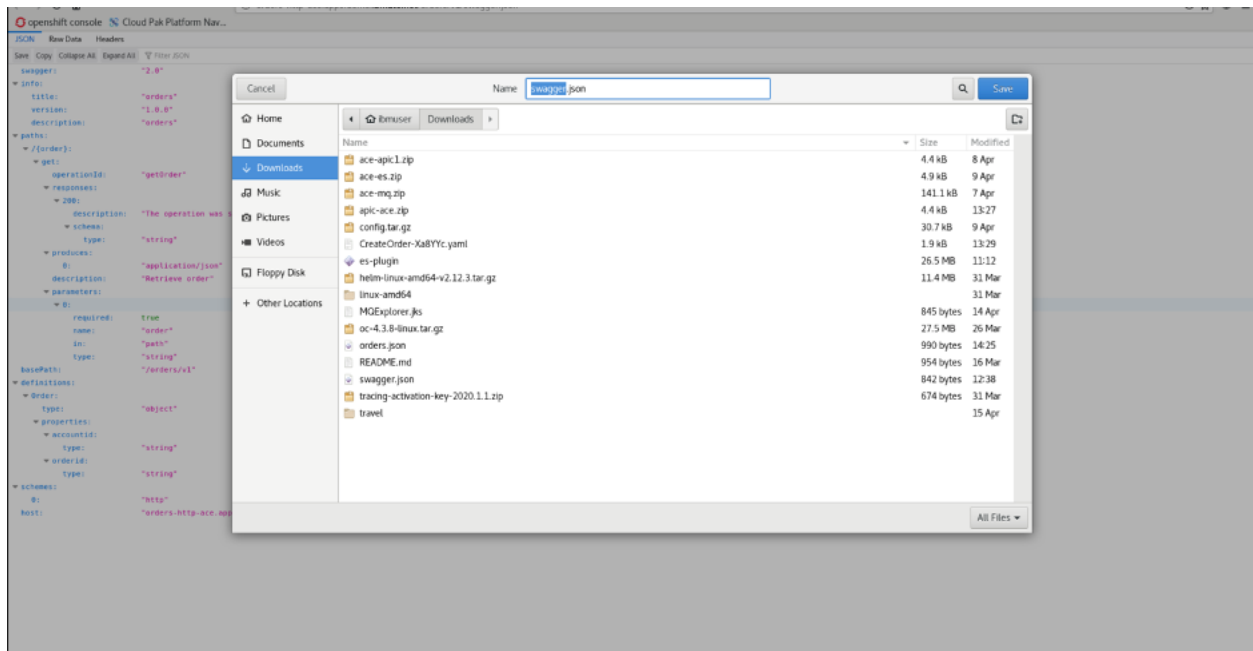 openshift console Cloud Pak Platform Nav...
JSON Raw Data Headers
Save Copy Collapse All Expand All Filter JSON
swagger: "2.0"
info:
title: "orders"
version: "1.0.0"
description: "orders"
paths:
/{order}:
get:
operationId: "getOrder"
responses:
200:
description: "The operation was s
schema:
type: "string"
produces:
0: "application/json"
description: "Retrieve order"
parameters:
0:
required: true
name: "order"
in: "path"
type: "string"
basePath: "/orders/v1"
definitions:
Order:
type: "object"
properties:
accountid:
type: "string"
orderid:
type: "string"
schemes:
0: "http"
host: "orders-http-ace.app
Cancel Name swagger.json Save
Home
Documents
Downloads
Music
Pictures
Videos
Floppy Disk
+ Other Locations
ibmuser Downloads
Name Size Modified
ace-apic1.zip 4.4 kB 8 Apr
ace-es.zip 4.9 kB 9 Apr
ace-mq.zip 141.1 kB 7 Apr
apic-ace.zip 4.4 kB 13:27
config.tar.gz 30.7 kB 9 Apr
CreateOrder-Xa8YYc.yaml 1.9 kB 13:29
es-plugin 26.5 MB 11:12
helm-linux-amd64-v2.12.3.tar.gz 11.4 MB 31 Mar
linux-amd64 31 Mar
MQExplorer.jks 845 bytes 14 Apr
oc-4.3.8-linux.tar.gz 27.5 MB 26 Mar
orders.json 990 bytes 14:25
README.md 954 bytes 16 Mar
swagger.json 842 bytes 12:38
tracing-activation-key-2020.1.1.zip 674 bytes 31 Mar
travel 15 Apr
All Files